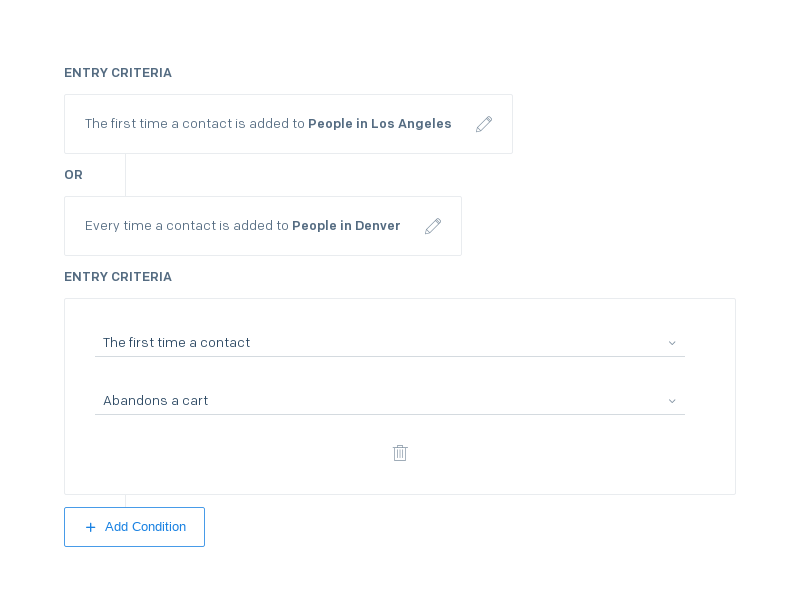 ENTRY CRITERIA
The first time a contact is added to People in Los Angeles
OR
Every time a contact is added to People in Denver
ENTRY CRITERIA
The first time a contact
Abandons a cart
+ Add Condition